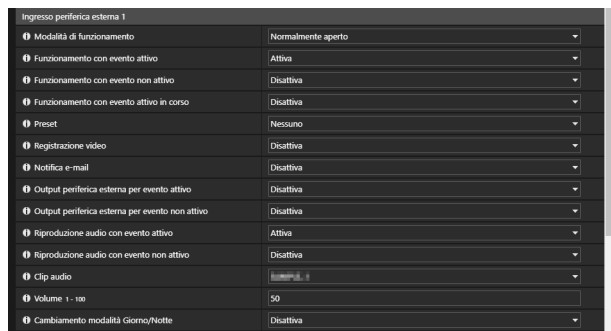 Ingresso periferica esterna 1
Modalità di funzionamento Normalmente aperto
Funzionamento con evento attivo Attiva
Funzionamento con evento non attivo Disattiva
Funzionamento con evento attivo in corso Disattiva
Preset Nessuno
Registrazione video Disattiva
Notifica e-mail Disattiva
Output periferica esterna per evento attivo Disattiva
Output periferica esterna per evento non attivo Disattiva
Riproduzione audio con evento attivo Attiva
Riproduzione audio con evento non attivo Disattiva
Clip audio
Volume 1 - 100 50
Cambiamento modalità Giorno/Notte Disattiva